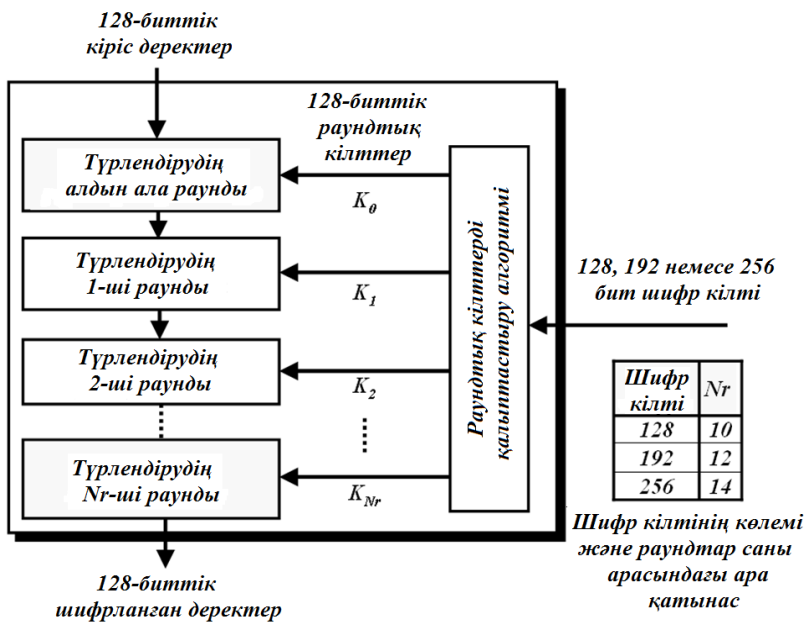 128-биттік
кіріс деректер
128-биттік
раундтық
кілттер
Түрлендірудің
алдын ала раунды
K0
Түрлендірудің
1-ші раунды
K1
Түрлендірудің
2-ші раунды
K2
Түрлендірудің
Nr-ші раунды
KNr
Раундтық кілттерді
қалыптастыру алгоритмі
128, 192 немесе 256
бит шифр кілті
Шифр
кілті
Nr
128 10
192 12
256 14
Шифр кілтінің көлемі
және раундтар саны
арасындағы ара
қатынас
128-биттік
шифрланған деректер